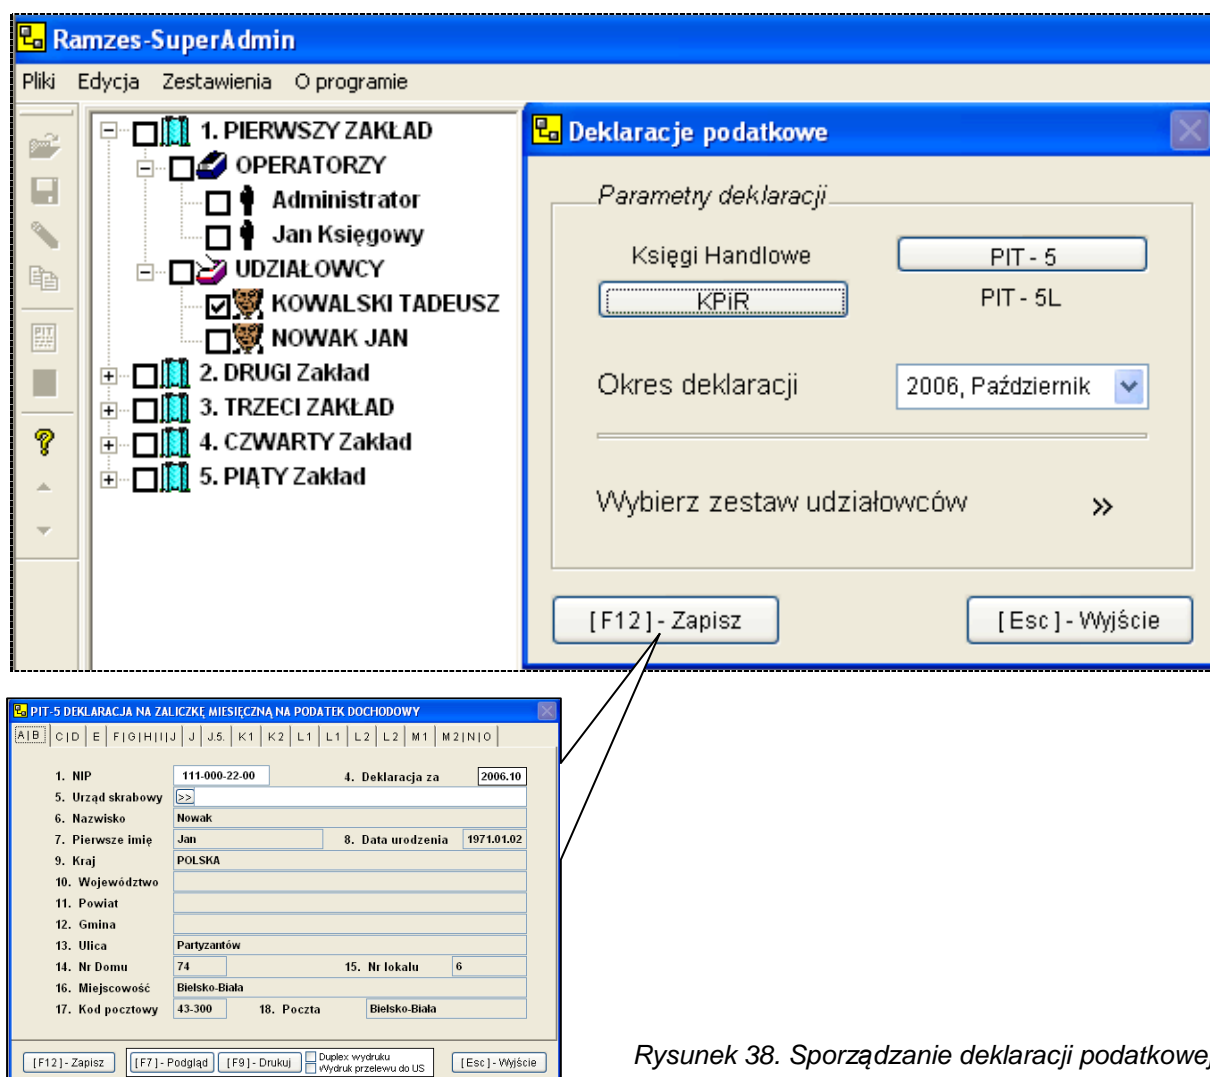 Ramzes-SuperAdmin
Pliki Edycja Zestawienia O programie
1. PIERWSZY ZAKŁAD
OPERATORZY
Administrator
Jan Księgowy
UDZIAŁOWCY
KOWALSKI TADEUSZ
NOWAK JAN
2. DRUGI Zakład
3. TRZECI ZAKŁAD
4. CZWARTY Zakład
5. PIĄTY Zakład
PIT
Deklaracje podatkowe
Parametry deklaracji
Księgi Handlowe PIT - 5
KPiR PIT - 5L
Okres deklaracji 2006, Październik
Wybierz zestaw udziałowców >>
[ F12 ] - Zapisz [ Esc ] - Wyjście
PIT-5 DEKLARACJA NA ZALICZKĘ MIESIĘCZNĄ NA PODATEK DOCHODOWY
A|B C|D E F|G|H|I|J J J.5. K1 K2 L1 L1 L2 L2 M1 M2|N|O
1. NIP 111-000-22-00 4. Deklaracja za 2006.10
5. Urząd skrabowy >>
6. Nazwisko Nowak
7. Pierwsze imię Jan 8. Data urodzenia 1971.01.02
9. Kraj POLSKA
10. Województwo
11. Powiat
12. Gmina
13. Ulica Partyzantów
14. Nr Domu 74 15. Nr lokalu 6
16. Miejscowość Bielsko-Biała
17. Kod pocztowy 43-300 18. Poczta Bielsko-Biała
[ F12 ] - Zapisz [ F7 ] - Podgląd [ F9 ] - Drukuj Duplex wydruku [ Esc ] - Wyjście
Wydruk przelewu do US
Rysunek 38. Sporządzanie deklaracji podatkowej